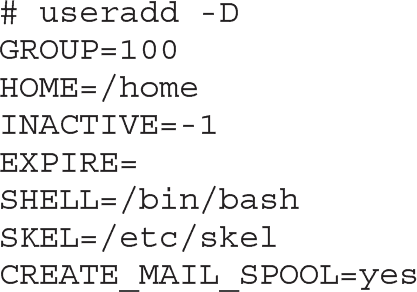 # useradd -D
GROUP=100
HOME=/home
INACTIVE=-1
EXPIRE=
SHELL=/bin/bash
SKEL=/etc/skel
CREATE_MAIL_SPOOL=yes